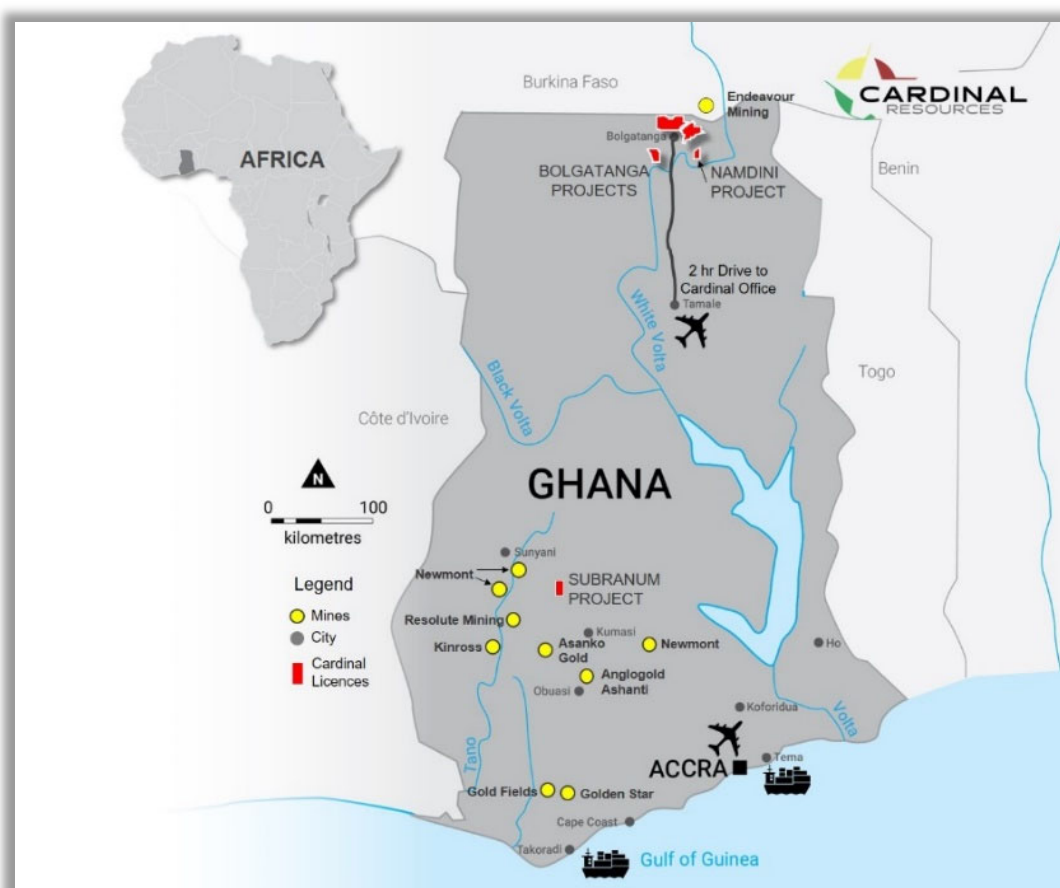 CARDINAL
RESOURCES
Burkina Faso
Endeavour
Mining
AFRICA
Bolgatanga
BOLGATANGA
PROJECTS
NAMDINI
PROJECT
Benin
2 hr Drive to
Cardinal Office
Tamale
White Volta
Black Volta
Togo
Côte d'Ivoire
GHANA
N
0 100
kilometres
Legend
Mines
City
Cardinal
Licences
Sunyani
Newmont
SUBRANUM
PROJECT
Resolute Mining
Kumasi
Kinross
Asanko
Gold
Newmont
Ho
Anglogold
Ashanti
Obuasi
Koforidua
Volta
Tano
ACCRA
Tema
Gold Fields
Golden Star
Cape Coast
Takoradi
Gulf of Guinea